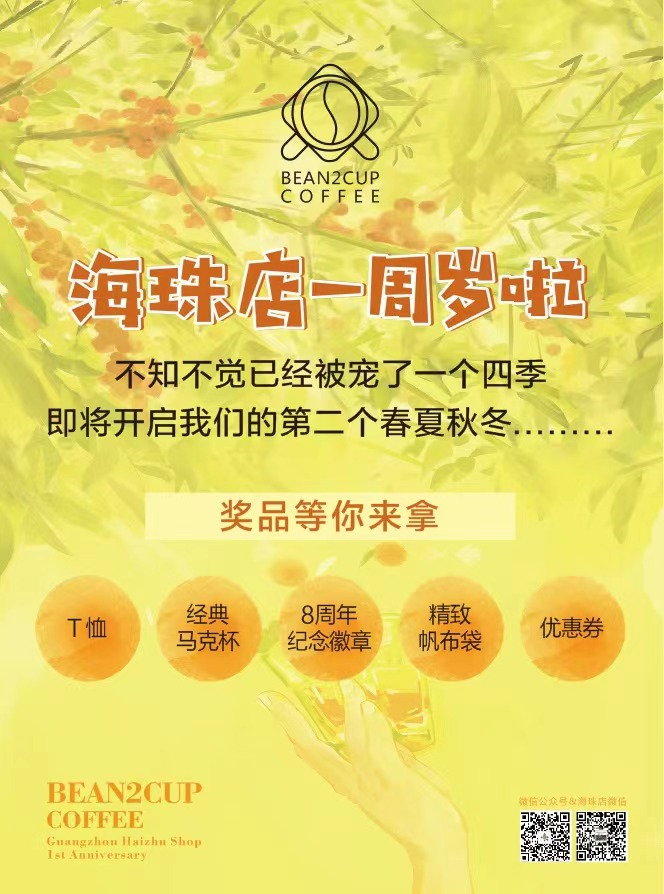 BEAN2CUP
COFFEE
海珠店一周岁啦
不知不觉已经被宠了一个四季
即将开启我们的第二个春夏秋冬………
奖品等你来拿
T恤
经典
马克杯
8周年
纪念徽章
精致
帆布袋
优惠券
BEAN2CUP
COFFEE
Guangzhou Haizhu Shop
1st Anniversary
微信公众号&海珠店微信